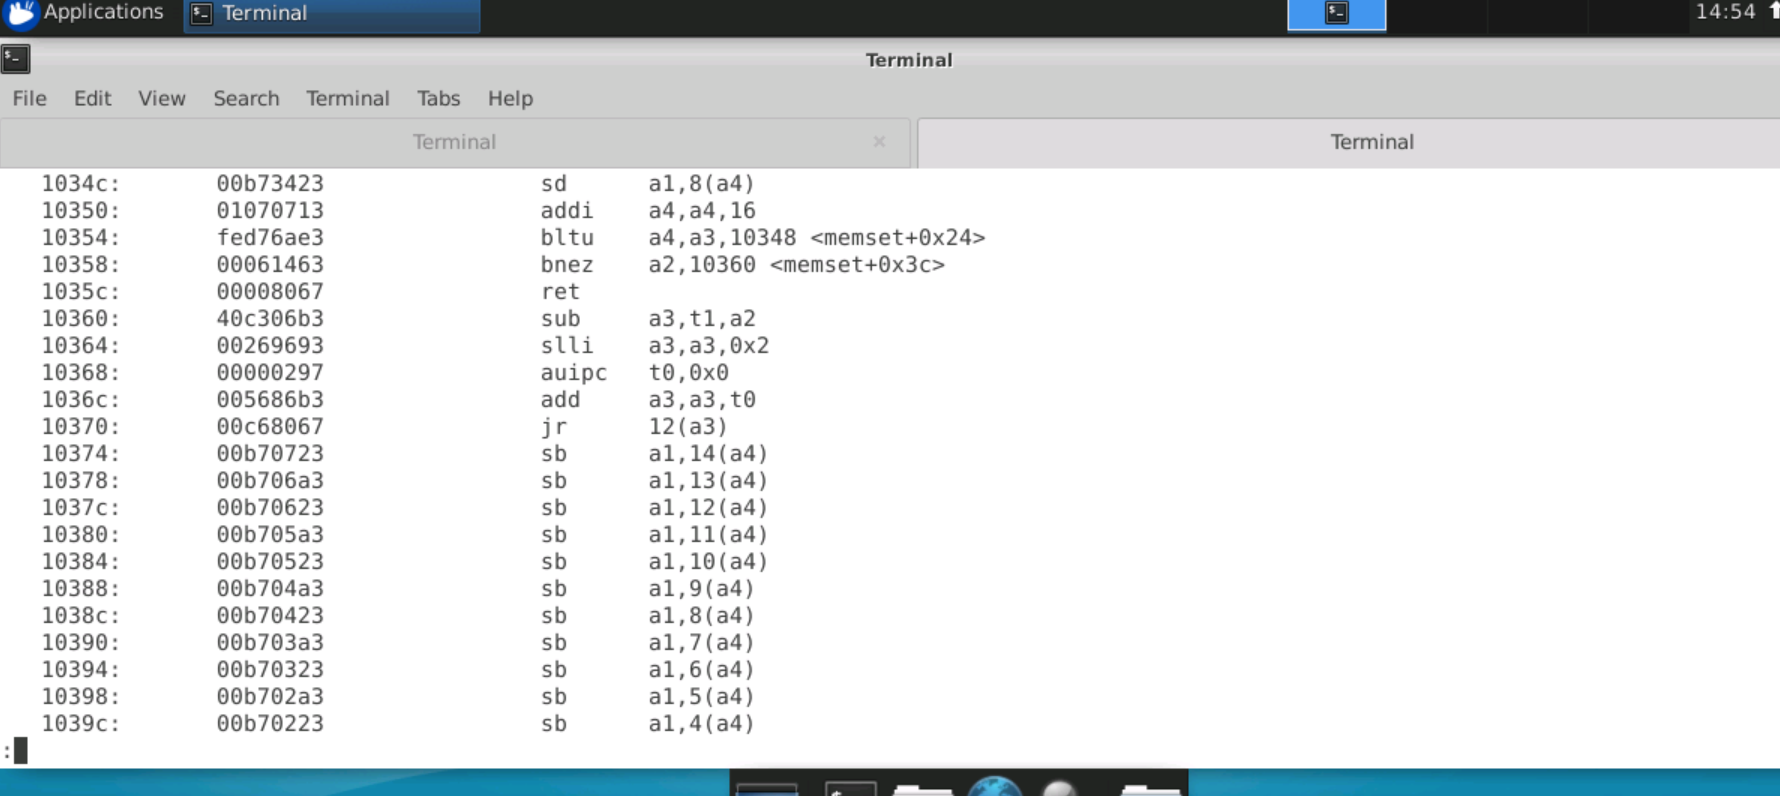 Applications Terminal 14:54
Terminal
File Edit View Search Terminal Tabs Help
Terminal × Terminal
1034c: 00b73423 sd a1,8(a4)
10350: 01070713 addi a4,a4,16
10354: fed76ae3 bltu a4,a3,10348 <memset+0x24>
10358: 00061463 bnez a2,10360 <memset+0x3c>
1035c: 00008067 ret
10360: 40c306b3 sub a3,t1,a2
10364: 00269693 slli a3,a3,0x2
10368: 00000297 auipc t0,0x0
1036c: 005686b3 add a3,a3,t0
10370: 00c68067 jr 12(a3)
10374: 00b70723 sb a1,14(a4)
10378: 00b706a3 sb a1,13(a4)
1037c: 00b70623 sb a1,12(a4)
10380: 00b705a3 sb a1,11(a4)
10384: 00b70523 sb a1,10(a4)
10388: 00b704a3 sb a1,9(a4)
1038c: 00b70423 sb a1,8(a4)
10390: 00b703a3 sb a1,7(a4)
10394: 00b70323 sb a1,6(a4)
10398: 00b702a3 sb a1,5(a4)
1039c: 00b70223 sb a1,4(a4)
: